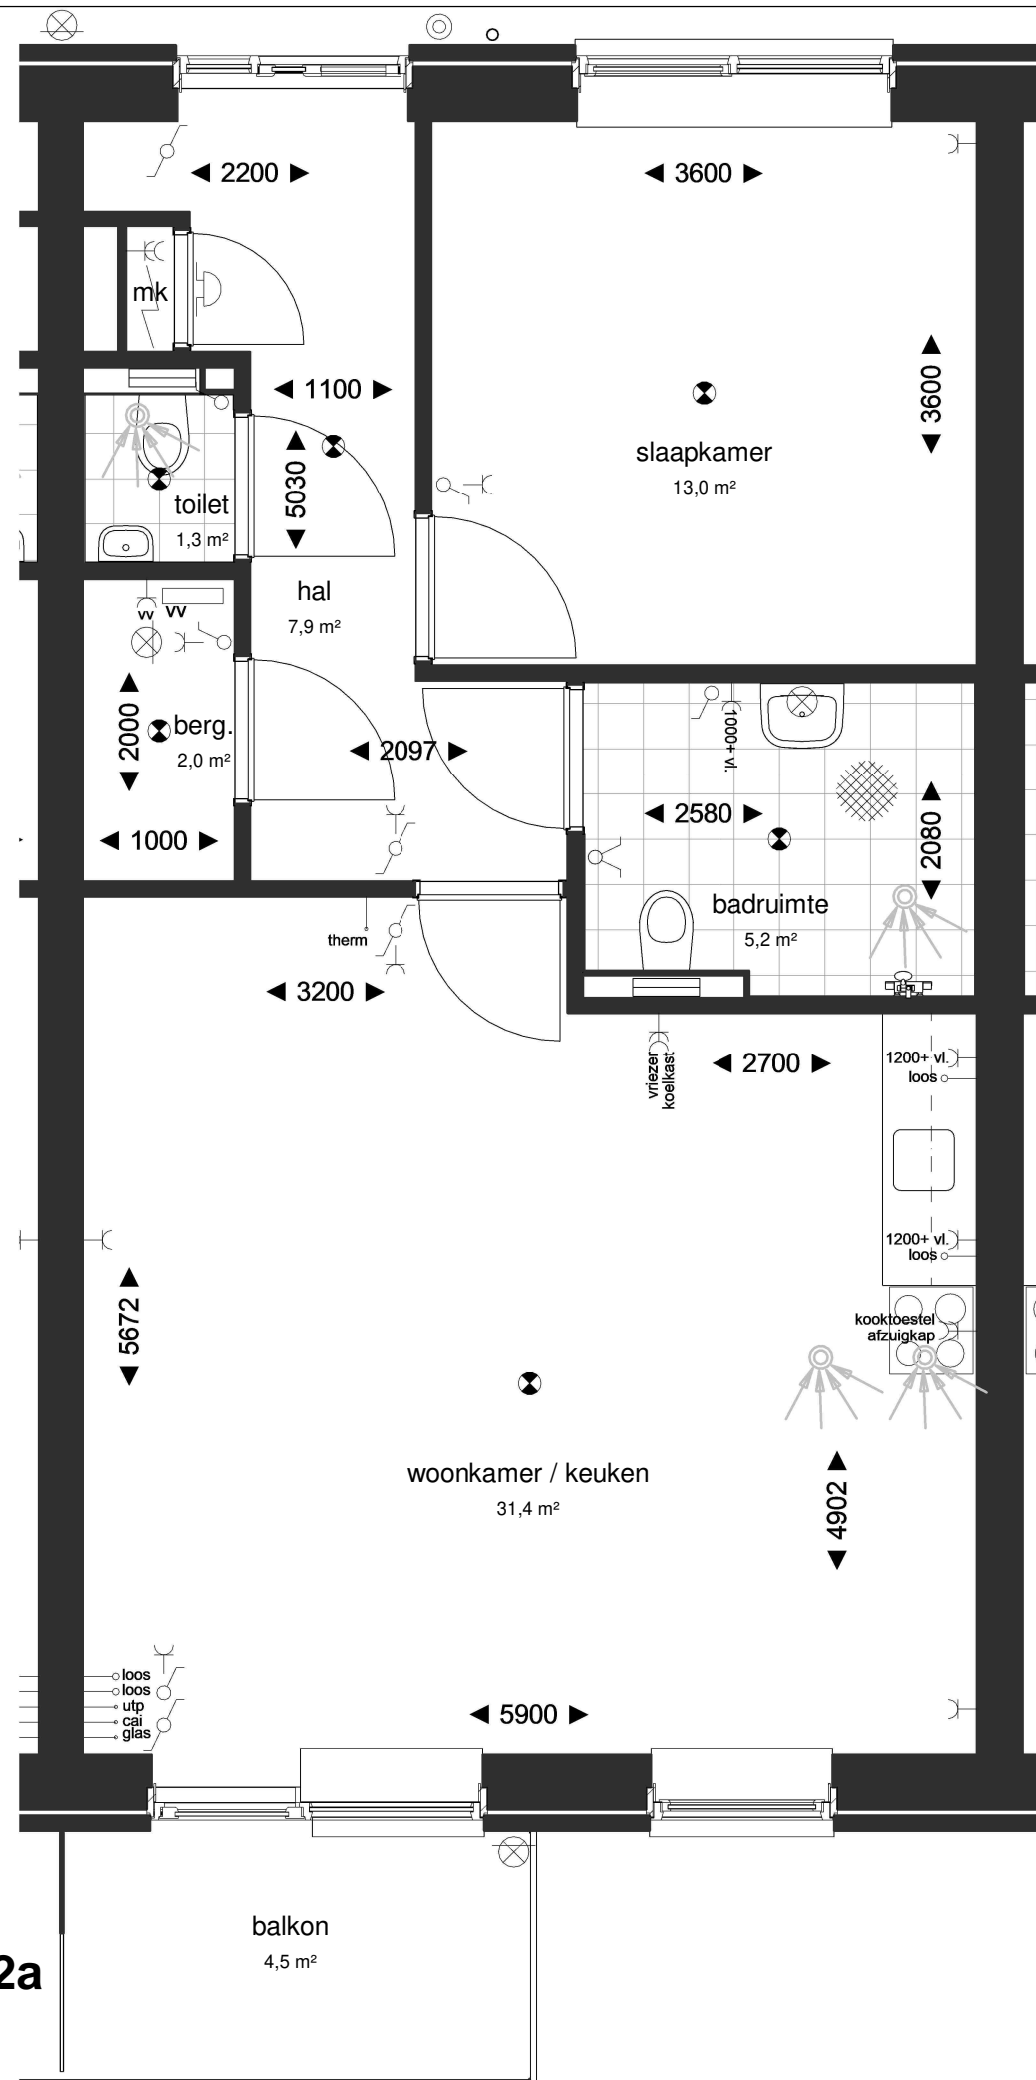 ◄ 2200 ►
◄ 3600 ►
mk
◄ 1100 ►
◄ 3600 ►
slaapkamer
13,0 m²
◄ 5030 ►
toilet
1,3 m²
hal
7,9 m²
vv
vv
◄ 2000 ►
berg.
2,0 m²
◄ 2097 ►
1000+ vl.
◄ 2580 ►
◄ 2080 ►
◄ 1000 ►
badruimte
5,2 m²
therm
◄ 3200 ►
◄ 2700 ►
vriezer
koelkast
1200+ vl.
loos
1200+ vl.
loos
◄ 5672 ►
kooktoestel
afzuigkap
woonkamer / keuken
31,4 m²
◄ 4902 ►
loos
loos
utp
cai
glas
◄ 5900 ►
balkon
4,5 m²
2a